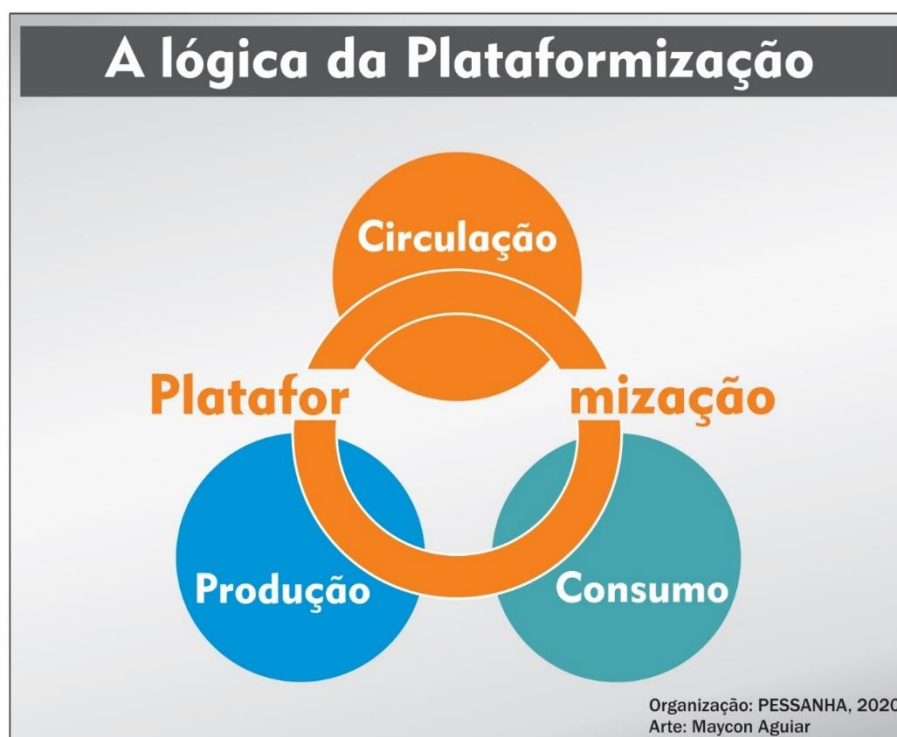 A lógica da Plataformização
Circulação
Platafor mização
Produção
Consumo
Organização: PESSANHA, 2020
Arte: Maycon Aguiar